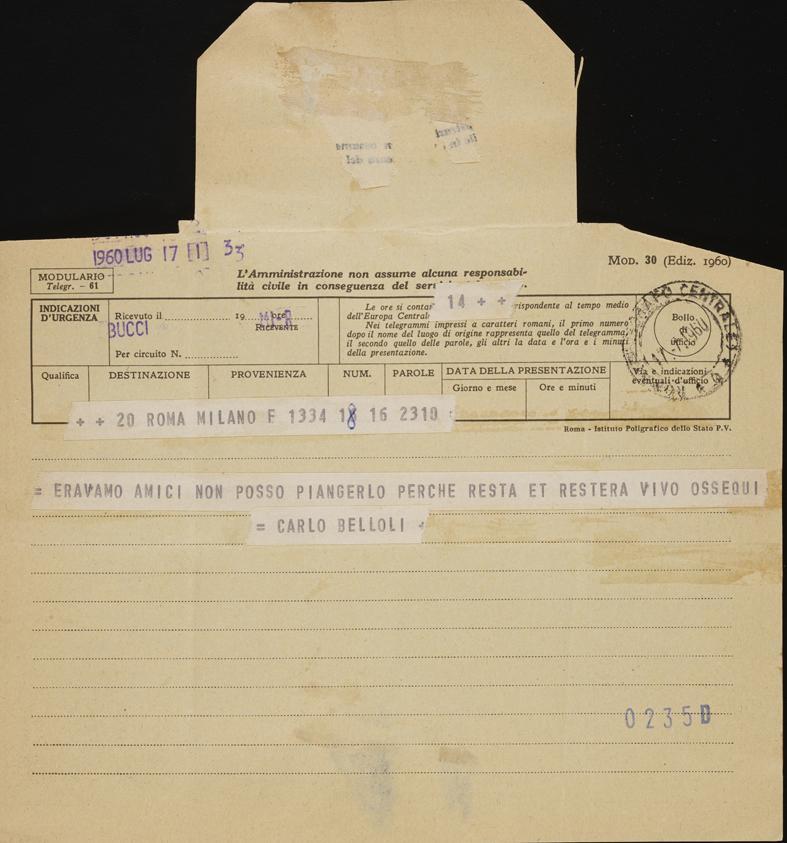 1960 LUG 17
MODULARIO
Telegr. - 61
L'Amministrazione non assume alcuna responsabi-
lità civile in conseguenza del
MOD. 30 (Ediz. 1960)
INDICAZIONI
D'URGENZA
Ricevuto il 19 ore
BUCCI
RICEVENTE
Per circuito N.
Le ore si
14 + +
rispondente al tempo medio
dell'Europa
Nei telegrammi impressi a caratteri romani, il primo numero
dopo il nome del luogo di origine rappresenta quello del telegramma,
il secondo quello delle parole, gli altri la data e l'ora e i minuti
della presentazione.
Bollo
di
ufficio
CENTRALE
Qualifica
DESTINAZIONE
PROVENIENZA
NUM.
PAROLE
DATA DELLA PRESENTAZIONE
Giorno e mese
Ore e minuti
Via e indicazioni
eventuali d'ufficio
+ + 20 ROMA MILANO F 1334 18 16 2310
Roma - Istituto Poligrafico dello Stato P.V.
= ERAVAMO AMICI NON POSSO PIANGERLO PERCHE RESTA ET RESTERA VIVO OSSEQUI
= CARLO BELLOLI +
0235D